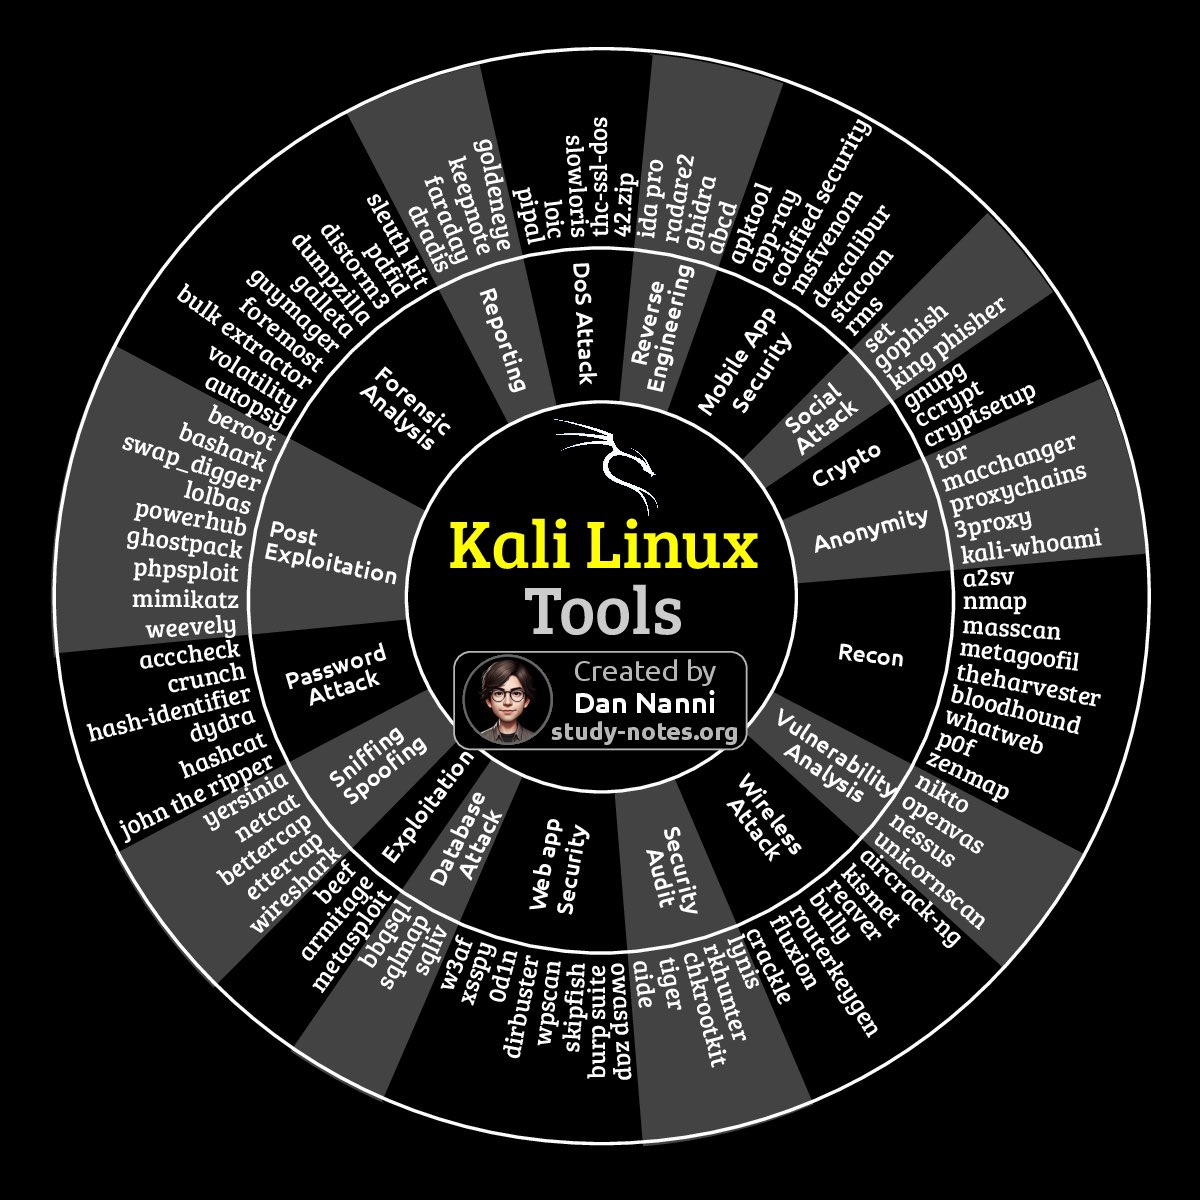 Kali Linux
Tools
Created by
Dan Nanni
study-notes.org
DoS Attack
pipal
loic
slowloris
thc-ssl-dos
42.zip
Reverse
Engineering
ida pro
radare2
ghidra
abcd
Mobile App
Security
apktool
app-ray
codified security
msfvenom
dexcalibur
stacoan
rms
Social
Attack
set
gophish
king phisher
Crypto
gnupg
ccrypt
cryptsetup
Anonymity
tor
macchanger
proxychains
3proxy
kali-whoami
Recon
a2sv
nmap
masscan
metagoofil
theharvester
bloodhound
whatweb
p0f
zenmap
Vulnerability
Analysis
nikto
openvas
nessus
unicornscan
Wireless
Attack
aircrack-ng
kismet
reaver
bully
routerkeygen
fluxion
crackle
Security
Audit
lynis
rkhunter
chkrootkit
tiger
aide
Web app
Security
owasp zap
burp suite
skipfish
wpscan
dirbuster
0d1n
xsspy
w3af
Database
Attack
sqliv
sqlmap
bbqsql
Exploitation
metasploit
armitage
beef
Sniffing
Spoofing
wireshark
ettercap
bettercap
netcat
yersinia
Password
Attack
john the ripper
hashcat
dydra
hash-identifier
crunch
acccheck
Post
Exploitation
weevely
mimikatz
phpsploit
ghostpack
powerhub
lolbas
swap_digger
bashark
beroot
Forensic
Analysis
autopsy
volatility
bulk extractor
foremost
guymager
galleta
dumpzilla
distorm3
pdfid
sleuth kit
Reporting
dradis
faraday
keepnote
goldeneye